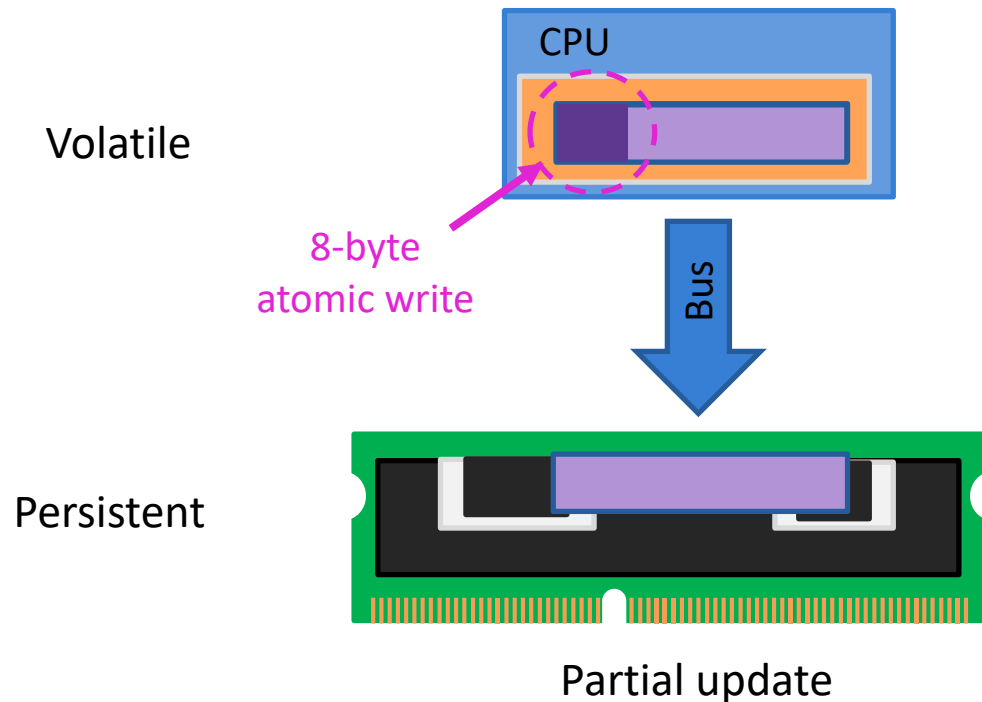 CPU
Volatile
8-byte
atomic write
Bus
Persistent
Partial update